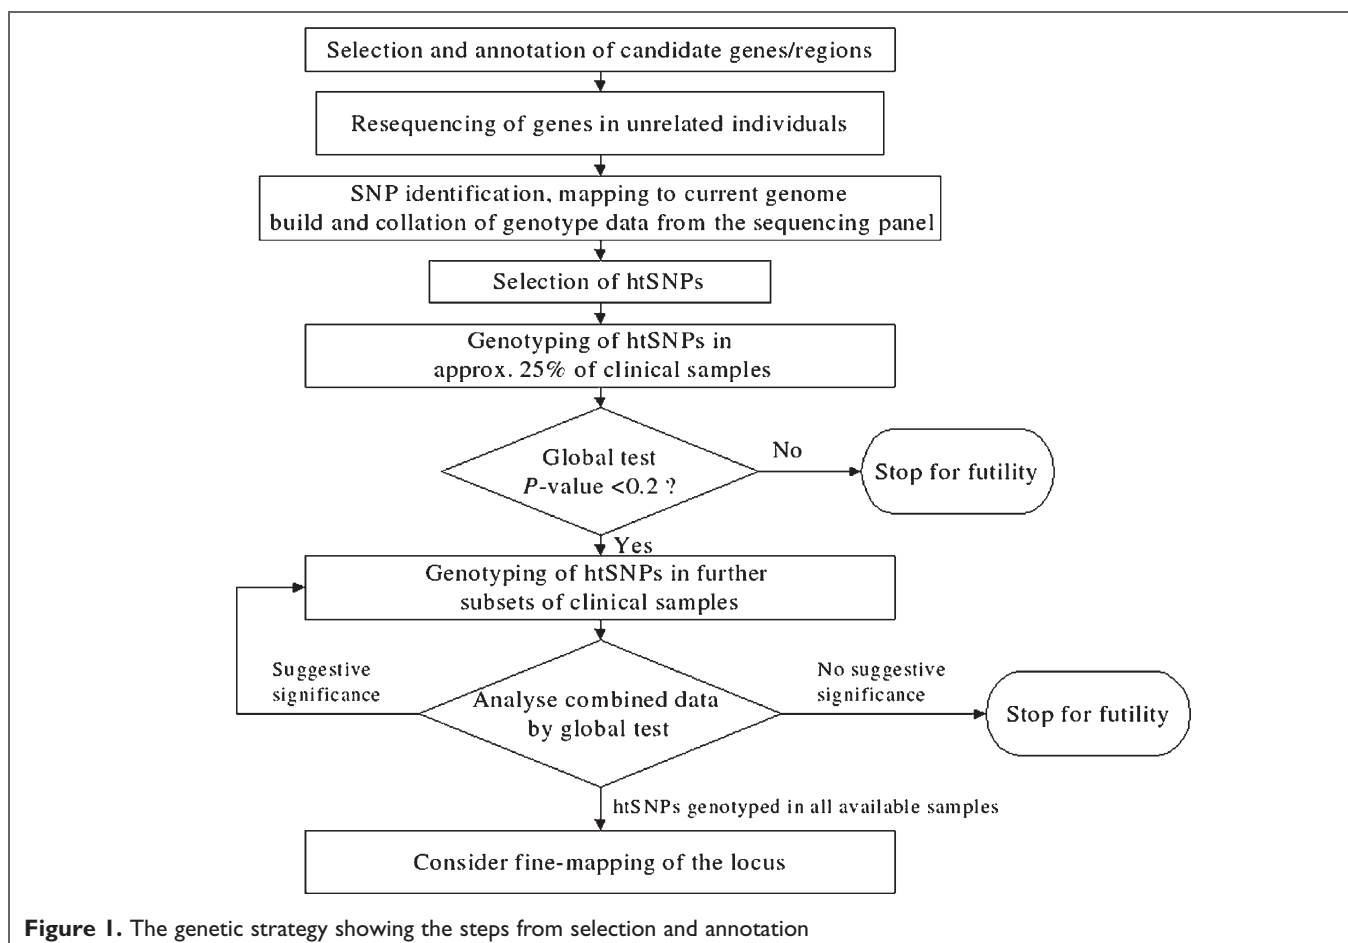 Selection and annotation of candidate genes/regions
Resequencing of genes in unrelated individuals
SNP identification, mapping to current genome
build and collation of genotype data from the sequencing panel
Selection of htSNPs
Genotyping of htSNPs in
approx. 25% of clinical samples
Global test
P-value <0.2 ?
No
Stop for futility
Yes
Genotyping of htSNPs in further
subsets of clinical samples
Suggestive
significance
Analyse combined data
by global test
No suggestive
significance
Stop for futility
htSNPs genotyped in all available samples
Consider fine-mapping of the locus
Figure 1. The genetic strategy showing the steps from selection and annotation